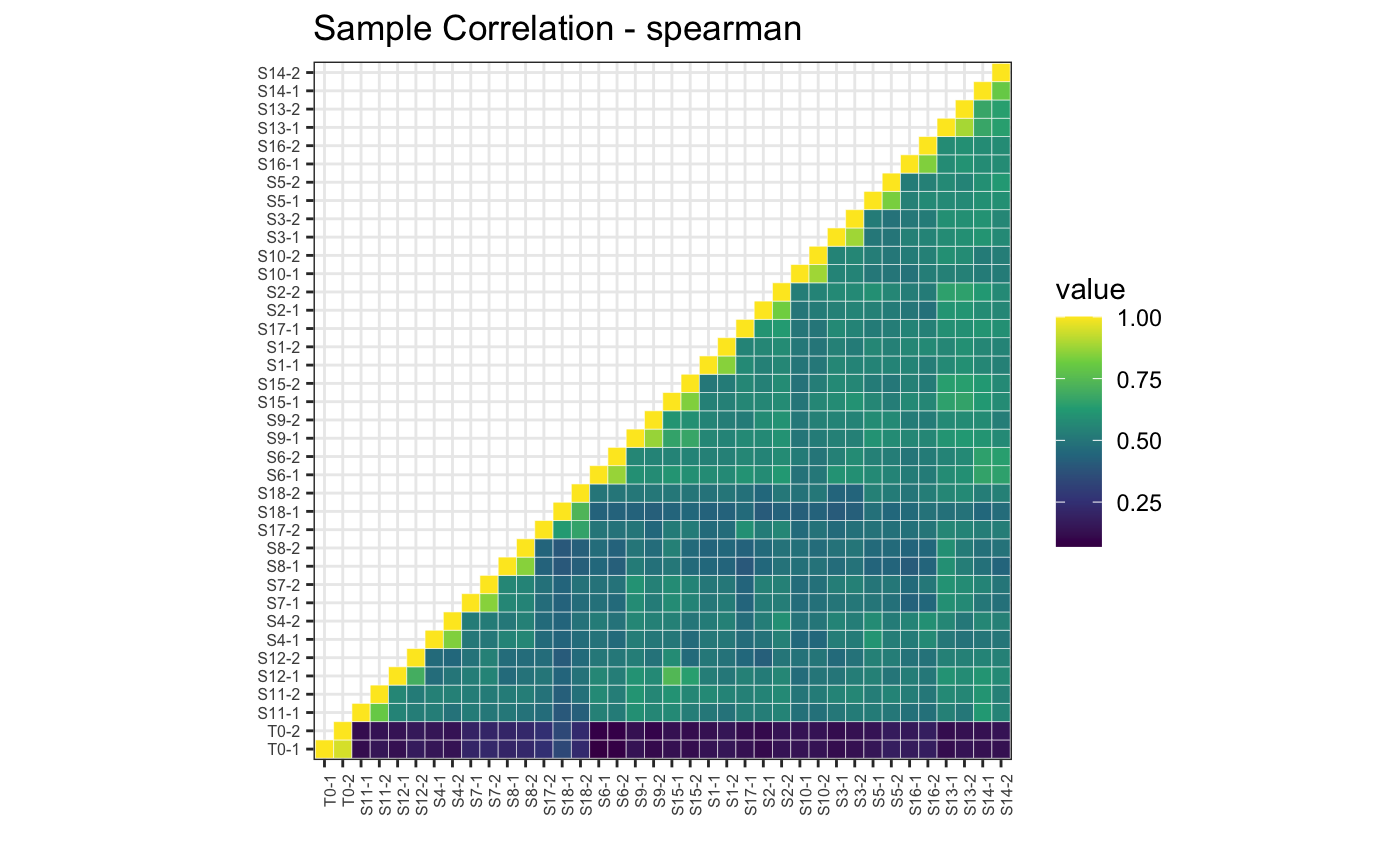 Sample Correlation - spearman
S14-2
S14-1
S13-2
S13-1
S16-2
S16-1
S5-2
S5-1
S3-2
S3-1
S10-2
S10-1
S2-2
S2-1
S17-1
S1-2
S1-1
S15-2
S15-1
S9-2
S9-1
S6-2
S6-1
S18-2
S18-1
S17-2
S8-2
S8-1
S7-2
S7-1
S4-2
S4-1
S12-2
S12-1
S11-2
S11-1
T0-2
T0-1
T0-1
T0-2
S11-1
S11-2
S12-1
S12-2
S4-1
S4-2
S7-1
S7-2
S8-1
S8-2
S17-2
S18-1
S18-2
S6-1
S6-2
S9-1
S9-2
S15-1
S15-2
S1-1
S1-2
S17-1
S2-1
S2-2
S10-1
S10-2
S3-1
S3-2
S5-1
S5-2
S16-1
S16-2
S13-1
S13-2
S14-1
S14-2
value
1.00
0.75
0.50
0.25